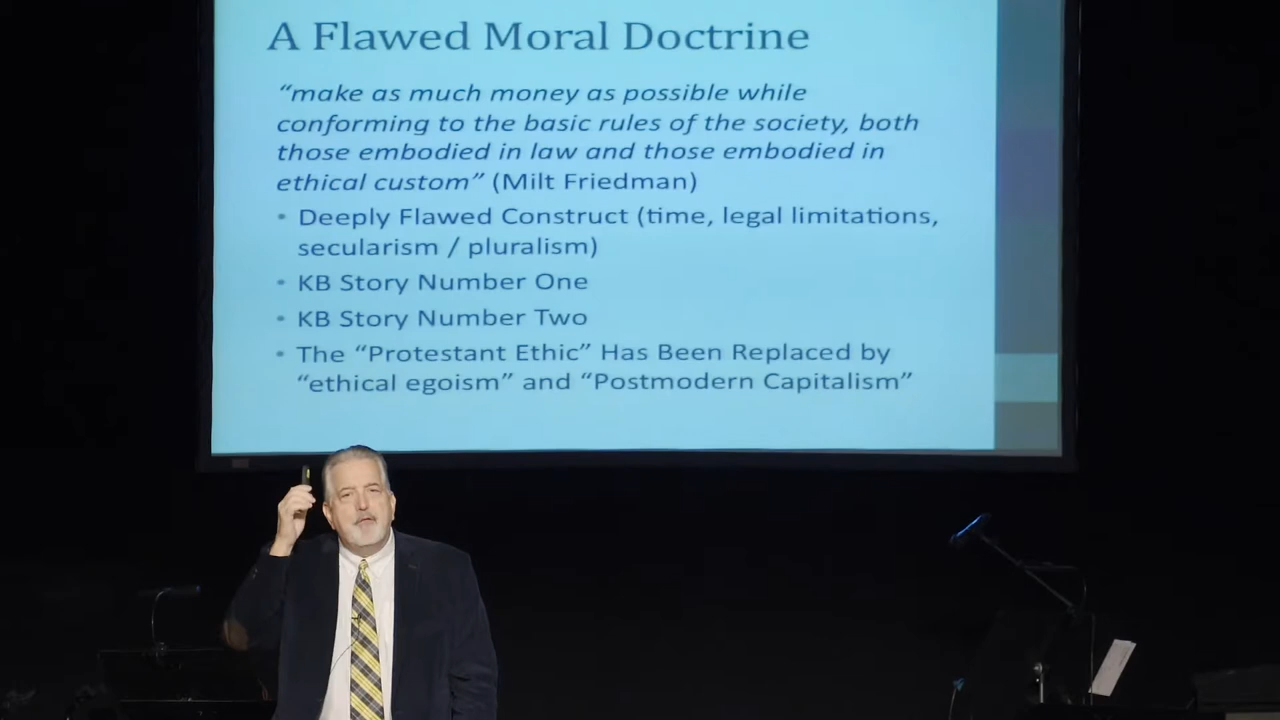 A Flawed Moral Doctrine
“make as much money as possible while
conforming to the basic rules of the society, both
those embodied in law and those embodied in
ethical custom” (Milt Friedman)
• Deeply Flawed Construct (time, legal limitations,
secularism / pluralism)
• KB Story Number One
• KB Story Number Two
• The “Protestant Ethic” Has Been Replaced by
“ethical egoism” and “Postmodern Capitalism”